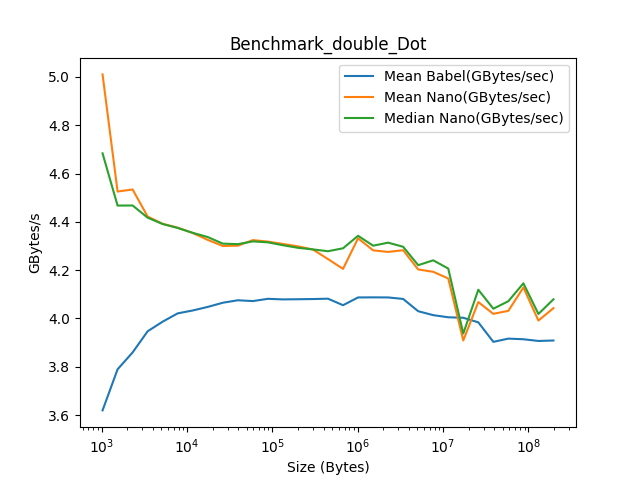 Benchmark_double_Dot
Mean Babel(GBytes/sec)
Mean Nano(GBytes/sec)
Median Nano(GBytes/sec)
GBytes/s
5.0
4.8
4.6
4.4
4.2
4.0
3.8
3.6
10³ 10⁴ 10⁵ 10⁶ 10⁷ 10⁸
Size (Bytes)